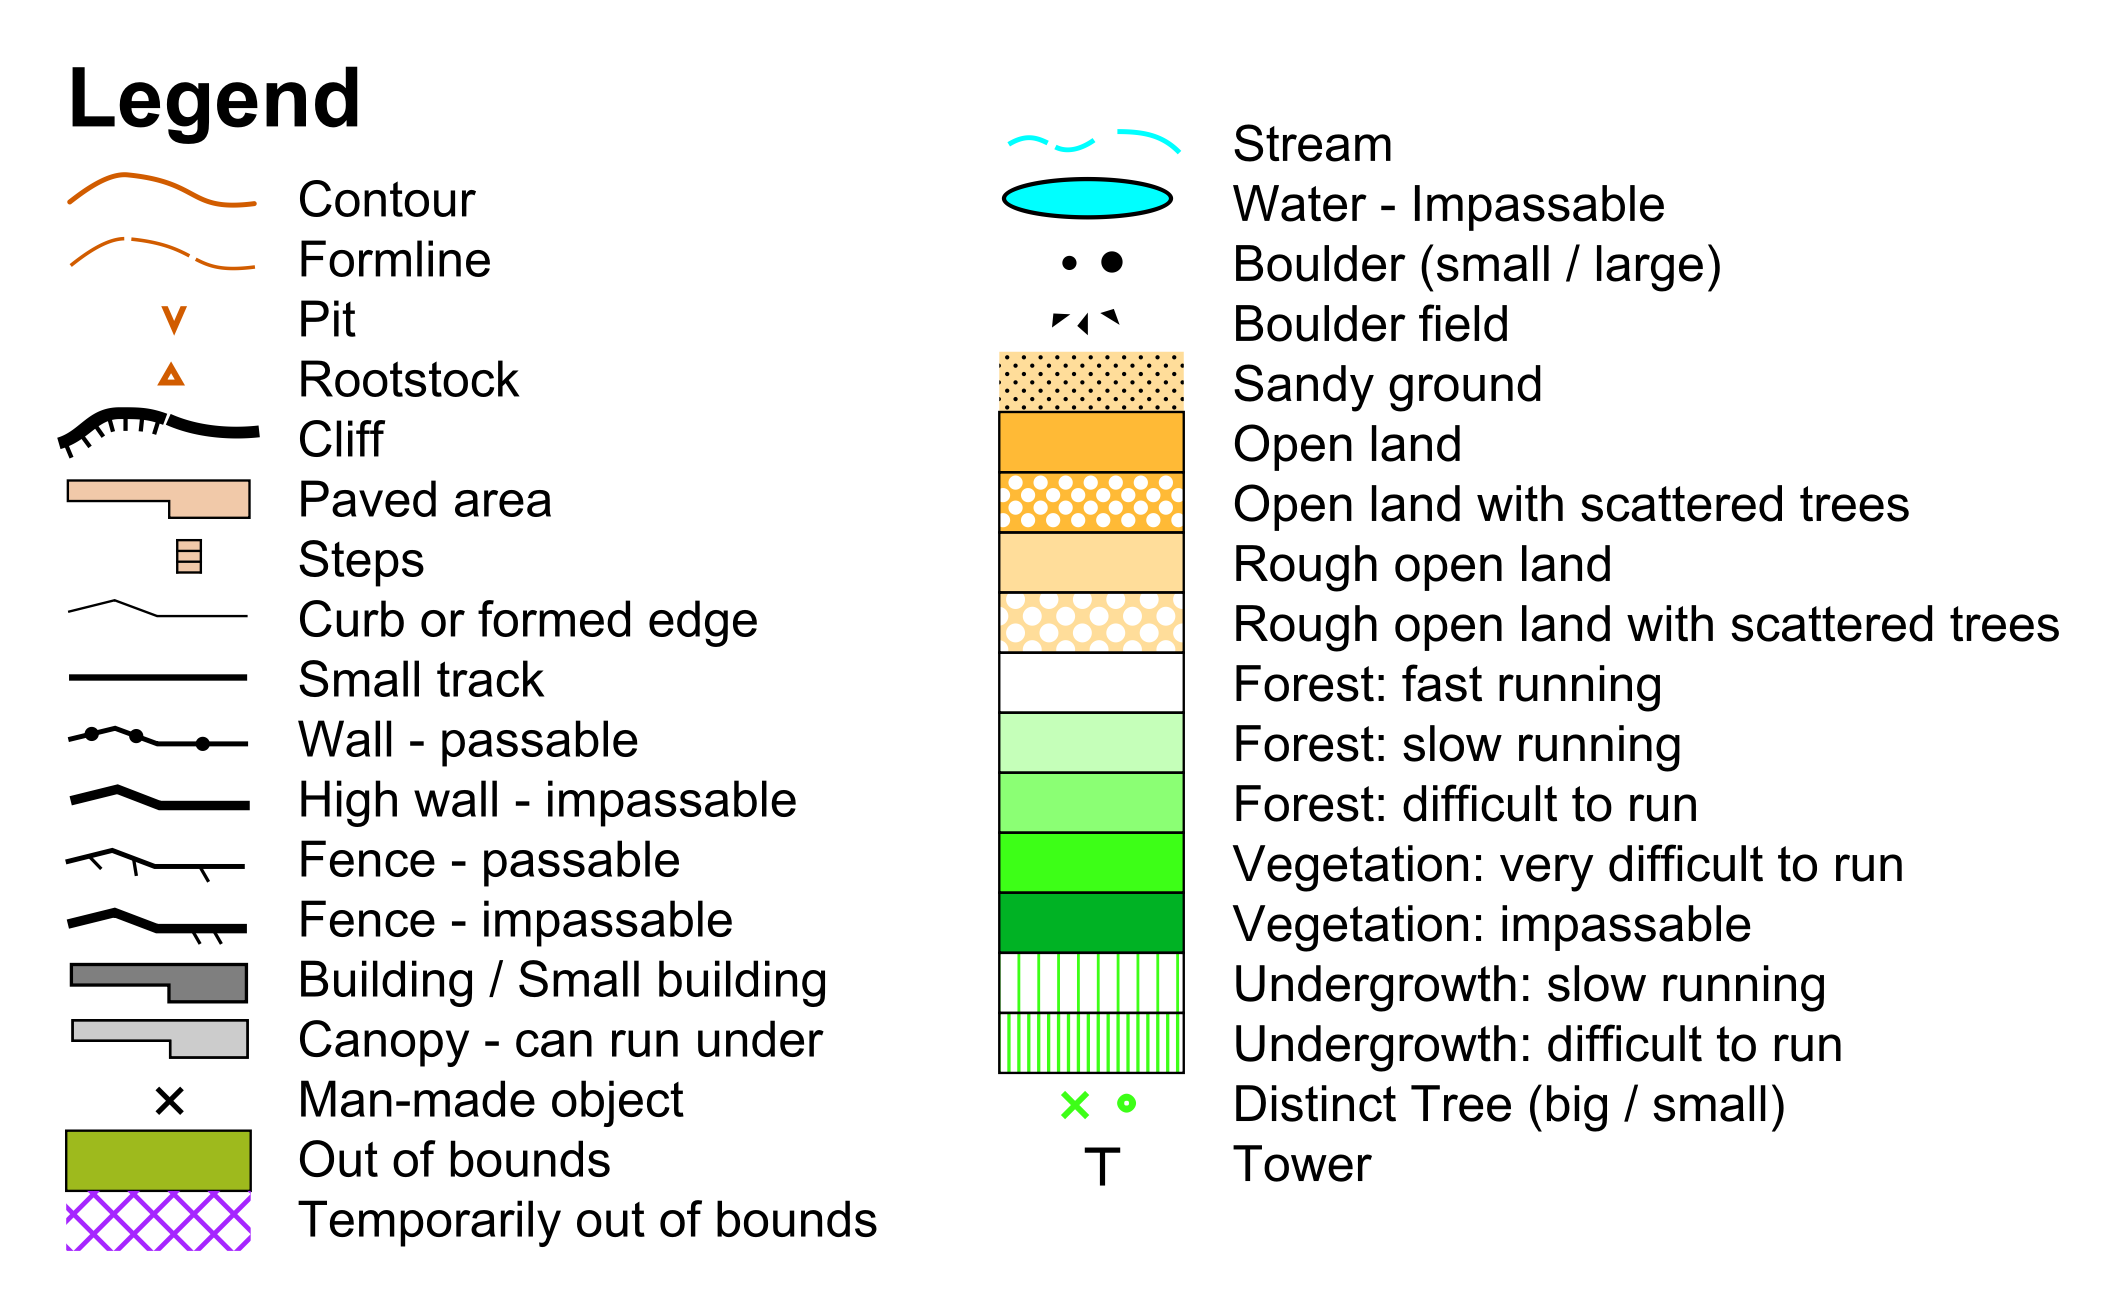 Legend
Contour
Formline
Pit
Rootstock
Cliff
Paved area
Steps
Curb or formed edge
Small track
Wall - passable
High wall - impassable
Fence - passable
Fence - impassable
Building / Small building
Canopy - can run under
Man-made object
Out of bounds
Temporarily out of bounds
Stream
Water - Impassable
Boulder (small / large)
Boulder field
Sandy ground
Open land
Open land with scattered trees
Rough open land
Rough open land with scattered trees
Forest: fast running
Forest: slow running
Forest: difficult to run
Vegetation: very difficult to run
Vegetation: impassable
Undergrowth: slow running
Undergrowth: difficult to run
Distinct Tree (big / small)
Tower